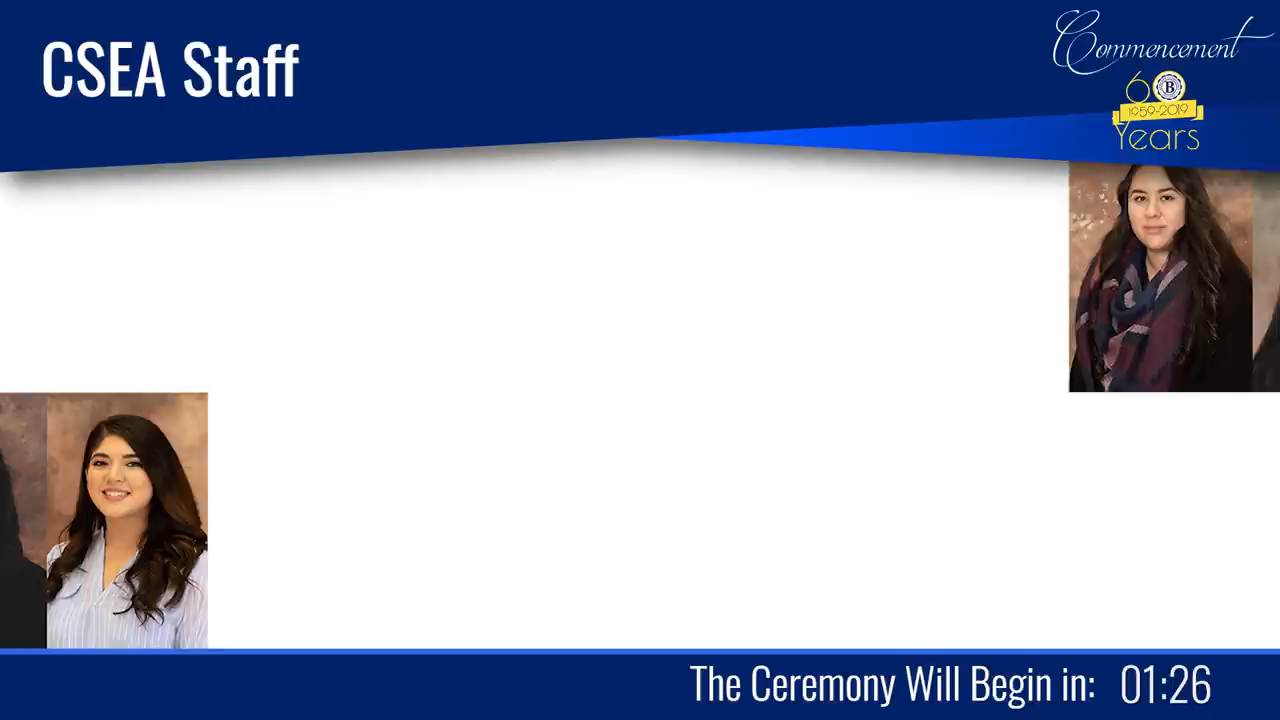 CSEA Staff
Commencement
60
B
1959-2019
Years
The Ceremony Will Begin in: 01:26